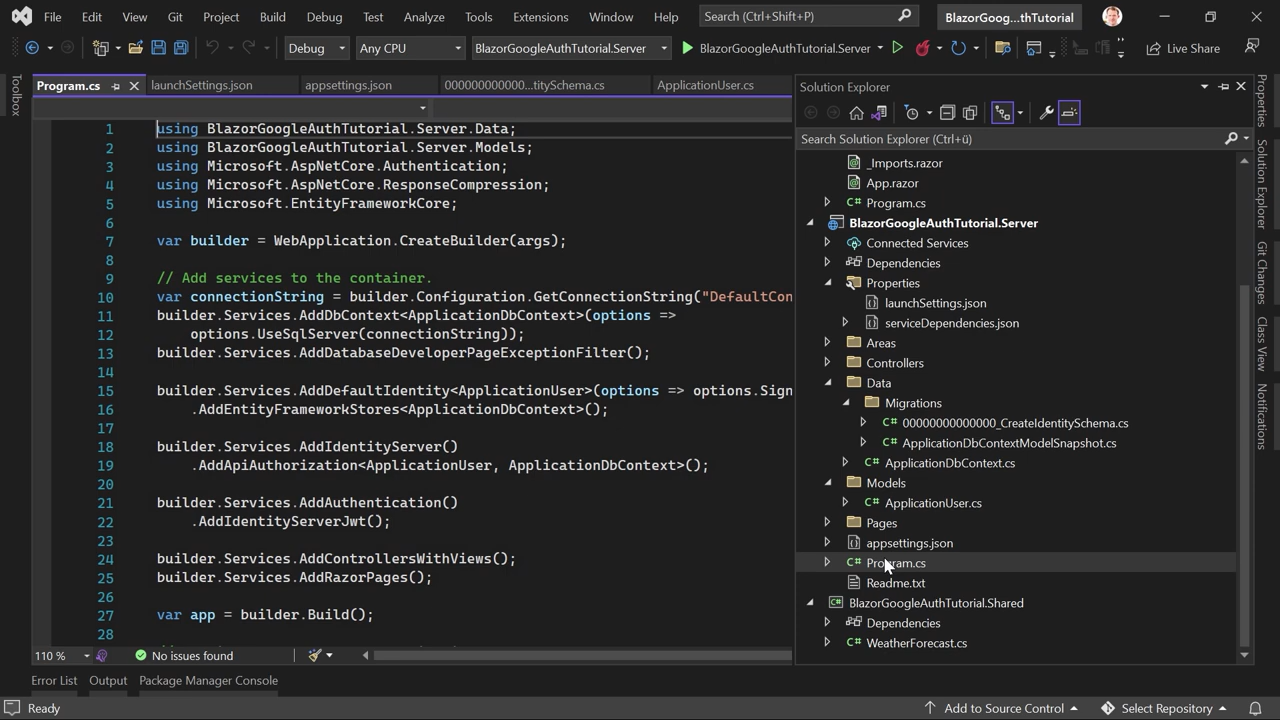 File Edit View Git Project Build Debug Test Analyze Tools Extensions Window Help Search (Ctrl+Shift+P) BlazorGoog...thTutorial
Debug Any CPU BlazorGoogleAuthTutorial.Server BlazorGoogleAuthTutorial.Server Live Share
Toolbox
Program.cs launchSettings.json appsettings.json 000000000000...titySchema.cs ApplicationUser.cs
1 using BlazorGoogleAuthTutorial.Server.Data;
2 using BlazorGoogleAuthTutorial.Server.Models;
3 using Microsoft.AspNetCore.Authentication;
4 using Microsoft.AspNetCore.ResponseCompression;
5 using Microsoft.EntityFrameworkCore;
6
7 var builder = WebApplication.CreateBuilder(args);
8
9 // Add services to the container.
10 var connectionString = builder.Configuration.GetConnectionString("DefaultCon
11 builder.Services.AddDbContext<ApplicationDbContext>(options =>
12 options.UseSqlServer(connectionString));
13 builder.Services.AddDatabaseDeveloperPageExceptionFilter();
14
15 builder.Services.AddDefaultIdentity<ApplicationUser>(options => options.Sign
16 .AddEntityFrameworkStores<ApplicationDbContext>();
17
18 builder.Services.AddIdentityServer()
19 .AddApiAuthorization<ApplicationUser, ApplicationDbContext>();
20
21 builder.Services.AddAuthentication()
22 .AddIdentityServerJwt();
23
24 builder.Services.AddControllersWithViews();
25 builder.Services.AddRazorPages();
26
27 var app = builder.Build();
28
110 % No issues found
Solution Explorer
Search Solution Explorer (Ctrl+ü)
_Imports.razor
App.razor
C# Program.cs
BlazorGoogleAuthTutorial.Server
Connected Services
Dependencies
Properties
launchSettings.json
serviceDependencies.json
Areas
Controllers
Data
Migrations
C# 00000000000000_CreateIdentitySchema.cs
C# ApplicationDbContextModelSnapshot.cs
C# ApplicationDbContext.cs
Models
C# ApplicationUser.cs
Pages
appsettings.json
C# Program.cs
Readme.txt
C# BlazorGoogleAuthTutorial.Shared
Dependencies
C# WeatherForecast.cs
Properties
Solution Explorer
Git Changes
Class View
Notifications
Error List Output Package Manager Console
Ready Add to Source Control Select Repository